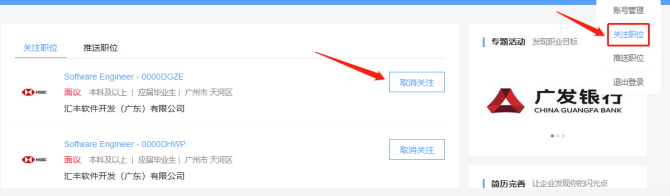 账号管理
关注职位
推送职位
退出登录
关注职位 推送职位
Software Engineer - 0000DGZE
取消关注
HSBC
面议 本科及以上 | 应届毕业生 | 广州市 天河区
汇丰软件开发（广东）有限公司
Software Engineer - 0000DHWP
取消关注
HSBC
面议 本科及以上 | 应届毕业生 | 广州市 天河区
汇丰软件开发（广东）有限公司
专题活动 发现职业目标
广发银行
CHINA GUANGFA BANK
简历完善 让企业发现你的闪光点